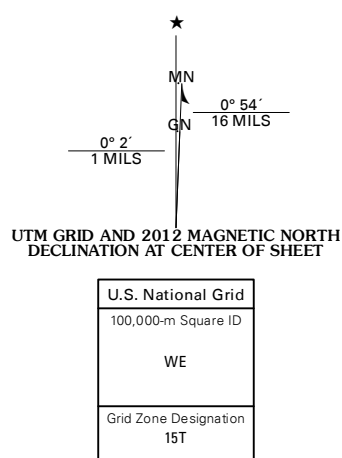 ★
MN
0° 54´
16 MILS
GN
0° 2´
1 MILS
UTM GRID AND 2012 MAGNETIC NORTH
DECLINATION AT CENTER OF SHEET
U.S. National Grid
100,000-m Square ID
WE
Grid Zone Designation
15T